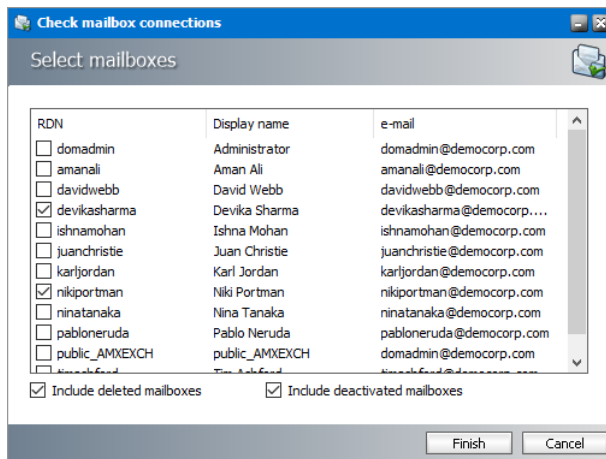 Check mailbox connections
Select mailboxes
RDN Display name e-mail
domadmin Administrator domadmin@democorp.com
amanali Aman Ali amanali@democorp.com
davidwebb David Webb davidwebb@democorp.com
devikasharma Devika Sharma devikasharma@democorp....
ishnamohan Ishna Mohan ishnamohan@democorp.com
juanchristie Juan Christie juanchristie@democorp.com
karljordan Karl Jordan karljordan@democorp.com
nikiportman Niki Portman nikiportman@democorp.com
ninatanaka Nina Tanaka ninatanaka@democorp.com
pabloneruda Pablo Neruda pabloneruda@democorp.com
public_AMXEXCH public_AMXEXCH domadmin@democorp.com
Include deleted mailboxes Include deactivated mailboxes
Finish Cancel